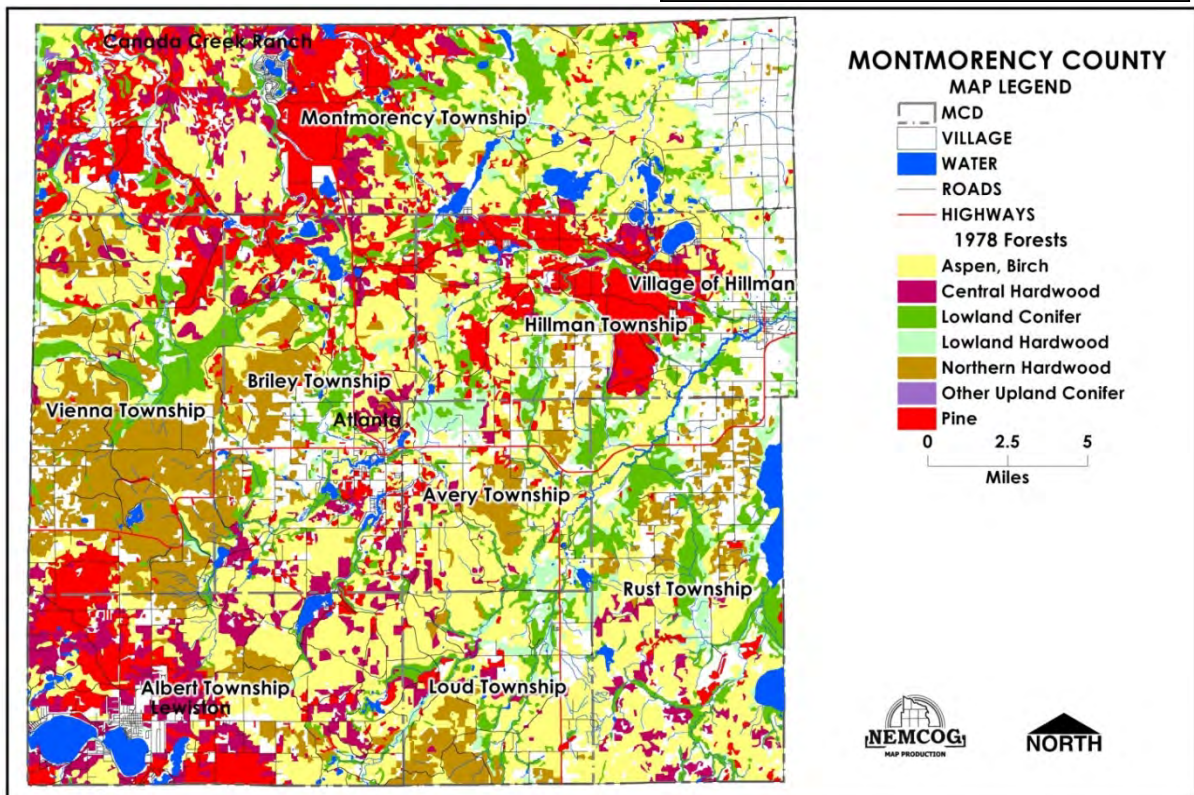 Canada Creek Ranch
Montmorency Township
Village of Hillman
Hillman Township
Briley Township
Vienna Township
Atlanta
Avery Township
Rust Township
Albert Township
Loud Township
Lewiston
MONTMORENCY COUNTY
MAP LEGEND
MCD
VILLAGE
WATER
ROADS
HIGHWAYS
1978 Forests
Aspen, Birch
Central Hardwood
Lowland Conifer
Lowland Hardwood
Northern Hardwood
Other Upland Conifer
Pine
0 2.5 5
Miles
NEMCOG
MAP PRODUCTION
NORTH